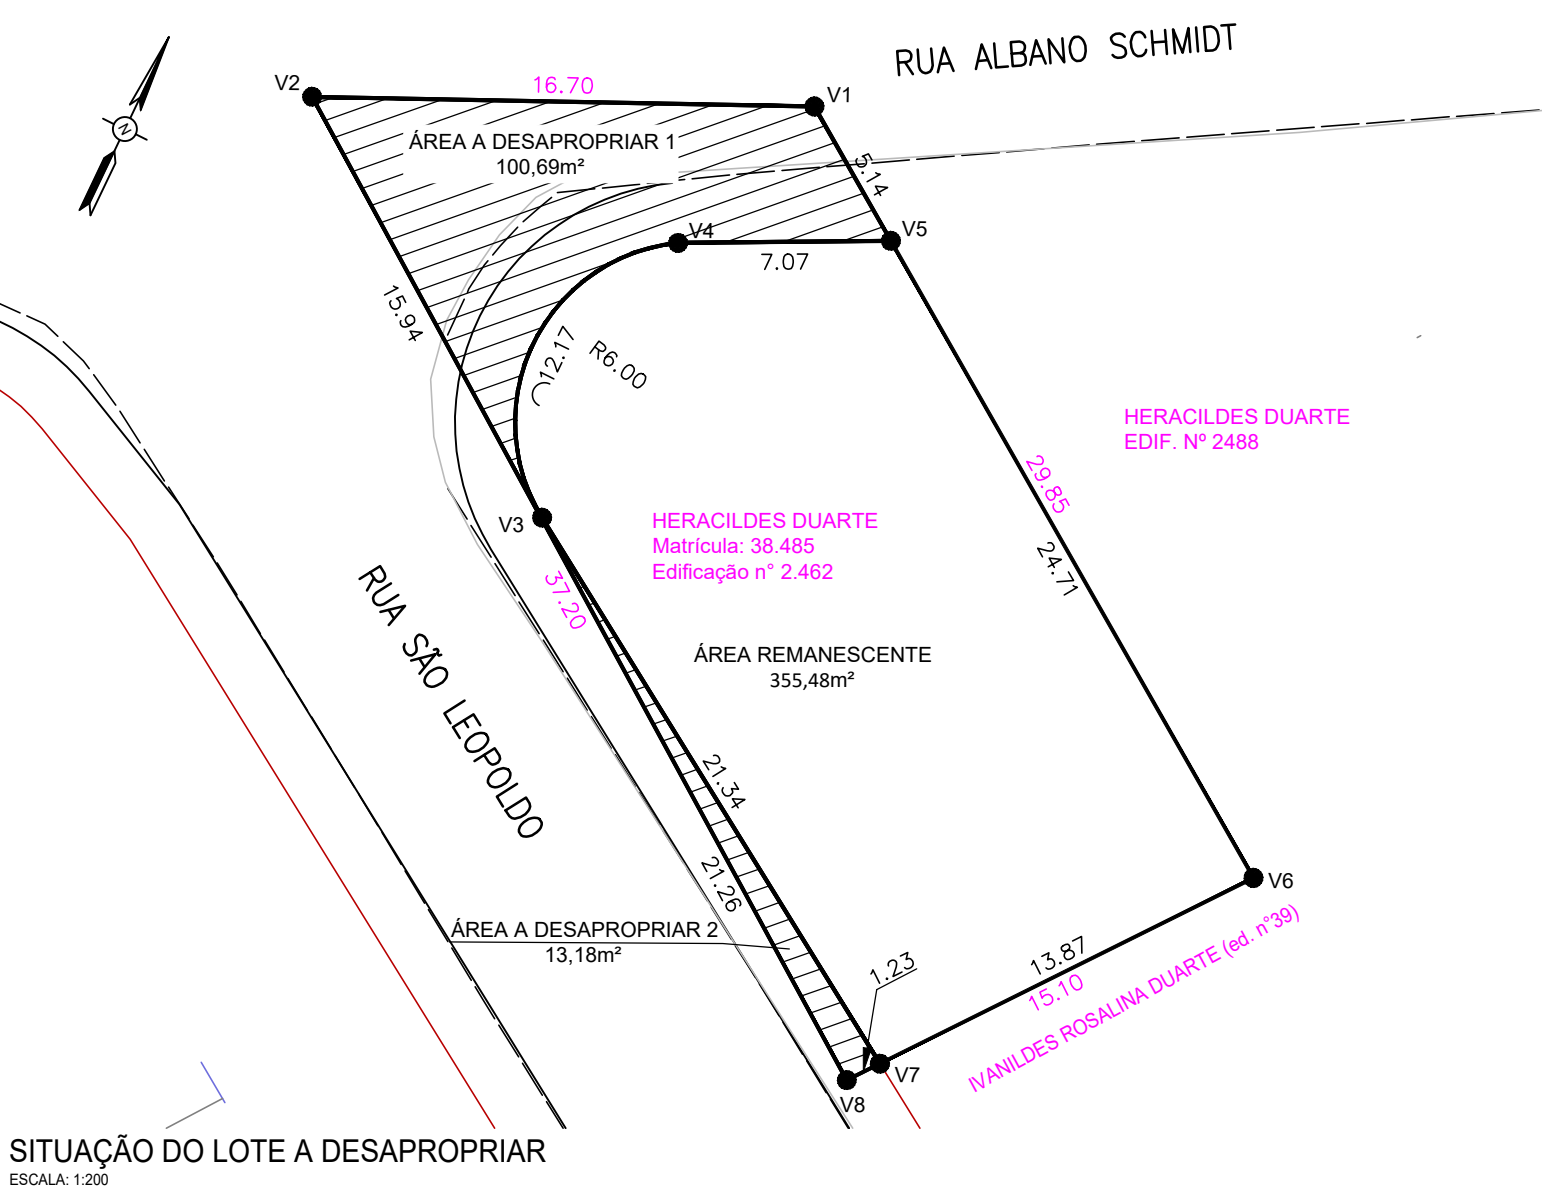 RUA ALBANO SCHMIDT
V2
16.70
V1
N
ÁREA A DESAPROPRIAR 1
100,69m²
5.14
V4
V5
7.07
15.94
12.17
R6.00
HERACILDES DUARTE
EDIF. Nº 2488
29.85
V3
HERACILDES DUARTE
Matrícula: 38.485
Edificação n° 2.462
24.71
37.20
RUA SÃO LEOPOLDO
ÁREA REMANESCENTE
355,48m²
21.34
21.26
V6
ÁREA A DESAPROPRIAR 2
13,18m²
1.23
13.87
15.10
IVANILDES ROSALINA DUARTE (ed. n°39)
V7
V8
SITUAÇÃO DO LOTE A DESAPROPRIAR
ESCALA: 1:200